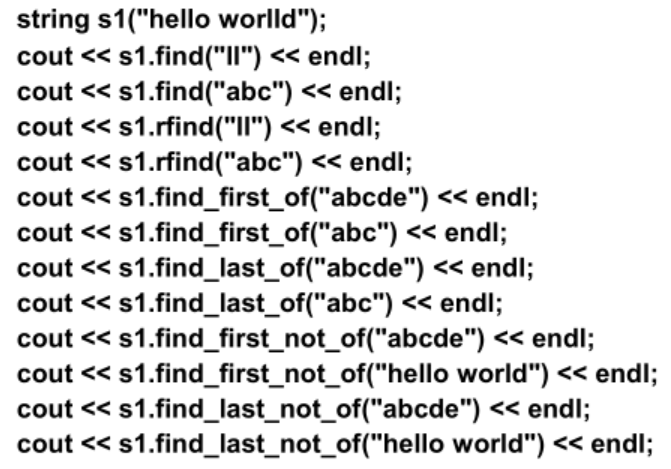 string s1("hello worlld");
cout << s1.find("ll") << endl;
cout << s1.find("abc") << endl;
cout << s1.rfind("ll") << endl;
cout << s1.rfind("abc") << endl;
cout << s1.find_first_of("abcde") << endl;
cout << s1.find_first_of("abc") << endl;
cout << s1.find_last_of("abcde") << endl;
cout << s1.find_last_of("abc") << endl;
cout << s1.find_first_not_of("abcde") << endl;
cout << s1.find_first_not_of("hello world") << endl;
cout << s1.find_last_not_of("abcde") << endl;
cout << s1.find_last_not_of("hello world") << endl;